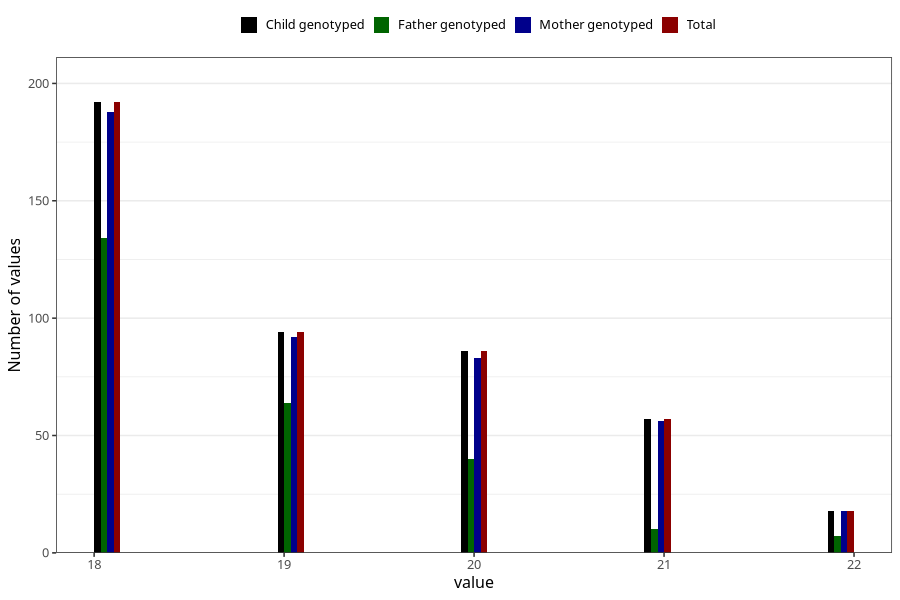 Child genotyped Father genotyped Mother genotyped Total
Number of values
200
150
100
50
0
18 19 20 21 22
value